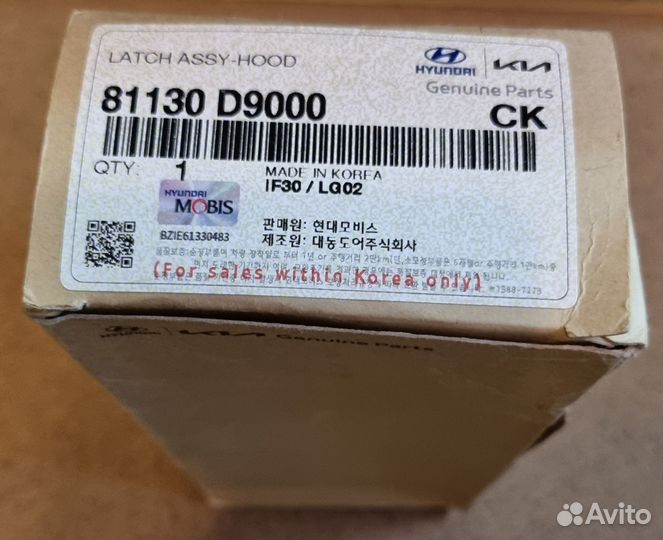 LATCH ASSY-HOOD
HYUNDAI KIA
Genuine Parts
81130 D9000 CK
QTY: 1 MADE IN KOREA
IF30 / LG02
HYUNDAI
MOBIS
BZIE61330483
판매원: 현대모비스
제조원: 대동도어주식회사
(For sales within Korea only)
HYUNDAI KIA Genuine Parts
Avito